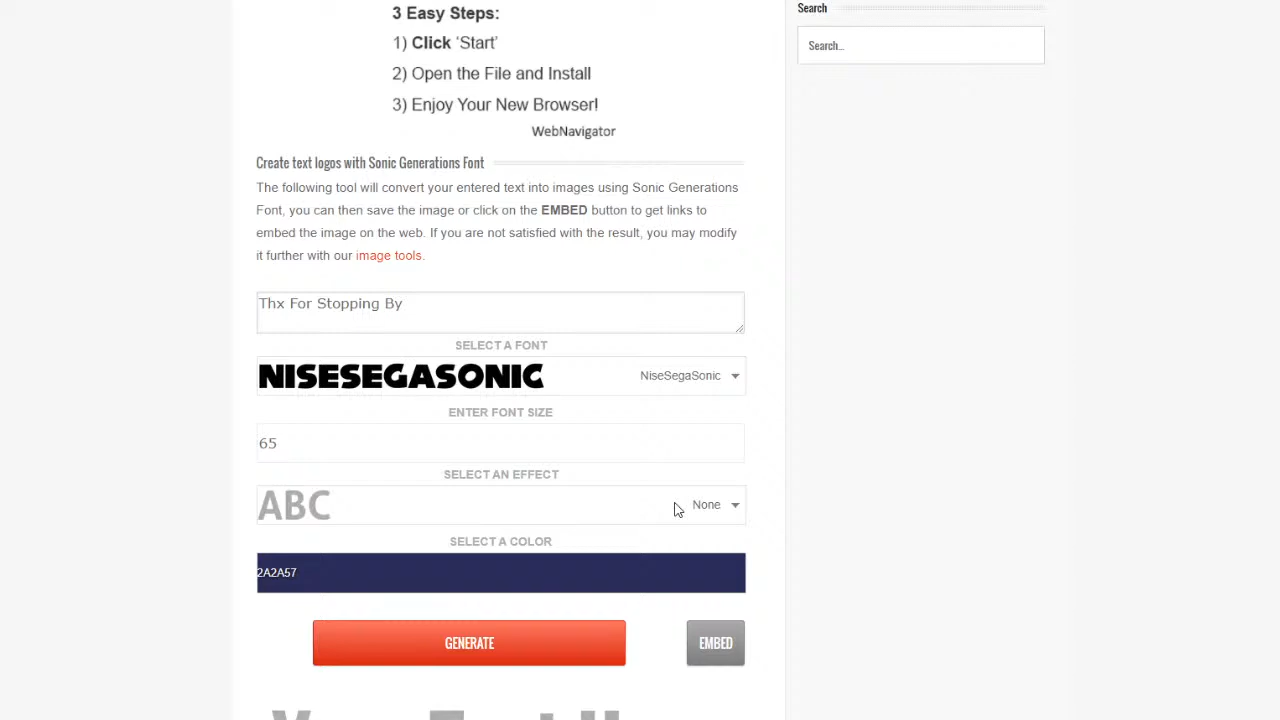 3 Easy Steps:
1) Click ‘Start’
2) Open the File and Install
3) Enjoy Your New Browser!
WebNavigator
Create text logos with Sonic Generations Font
The following tool will convert your entered text into images using Sonic Generations
Font, you can then save the image or click on the EMBED button to get links to
embed the image on the web. If you are not satisfied with the result, you may modify
it further with our image tools.
Thx For Stopping By
SELECT A FONT
NISESEGASONIC NiseSegaSonic
ENTER FONT SIZE
65
SELECT AN EFFECT
ABC None
SELECT A COLOR
2A2A57
GENERATE EMBED
Search
Search...